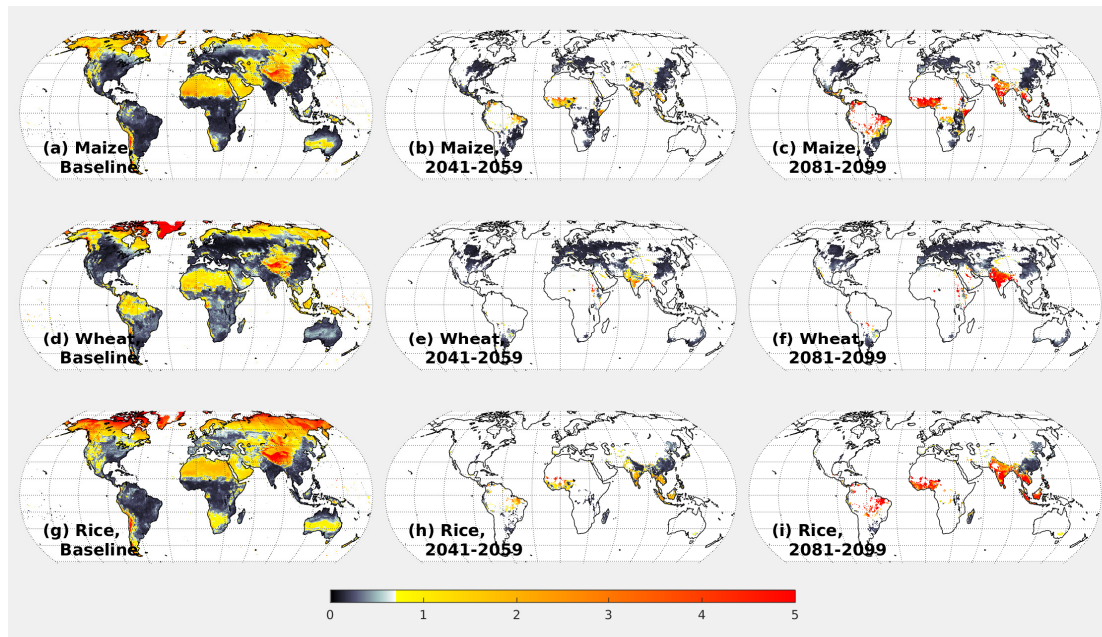 (a) Maize,
Baseline
(b) Maize,
2041-2059
(c) Maize,
2081-2099
(d) Wheat,
Baseline
(e) Wheat,
2041-2059
(f) Wheat,
2081-2099
(g) Rice,
Baseline
(h) Rice,
2041-2059
(i) Rice,
2081-2099
0 1 2 3 4 5